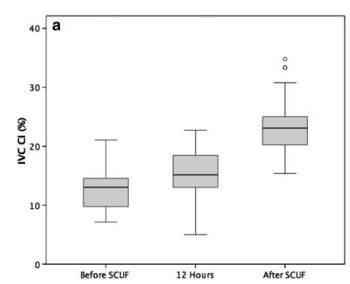 a
40
30
20
10
0
IVC CI (%)
Before SCUF
12 Hours
After SCUF